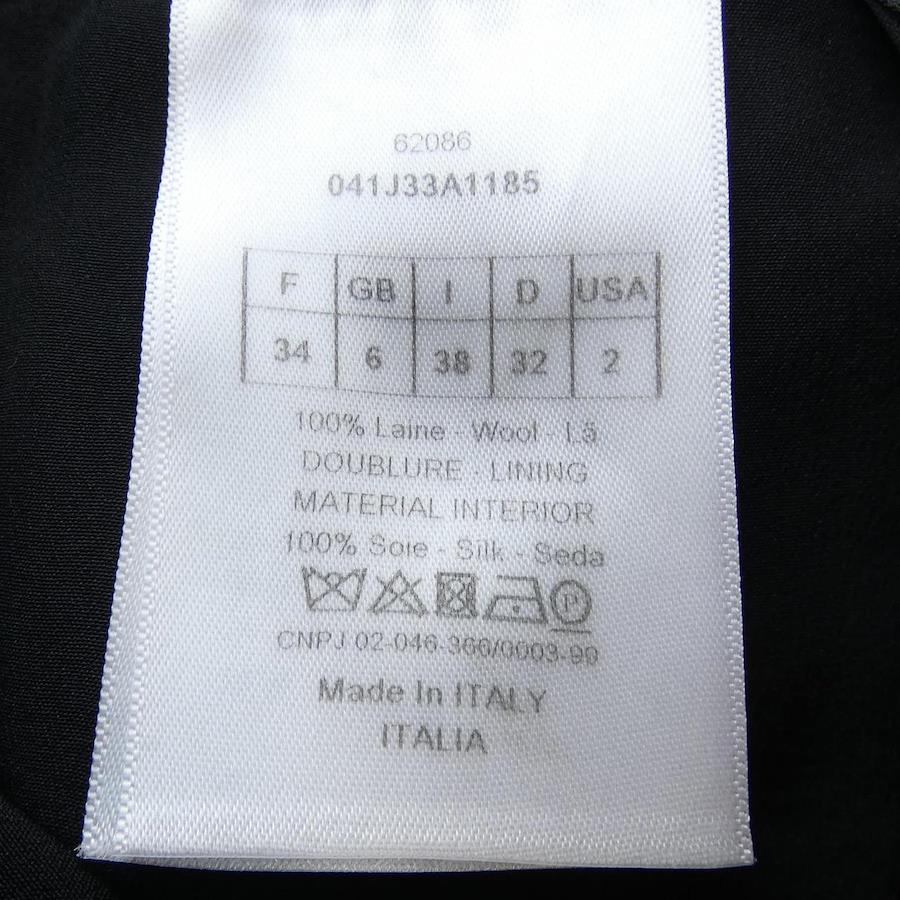 62086
041J33A1185
F GB I D USA
34 6 38 32 2
100% Laine - Wool - Lã
DOUBLURE - LINING
MATERIAL INTERIOR
100% Soie - Silk - Seda
P
CNPJ 02-046-366/0003-99
Made In ITALY
ITALIA